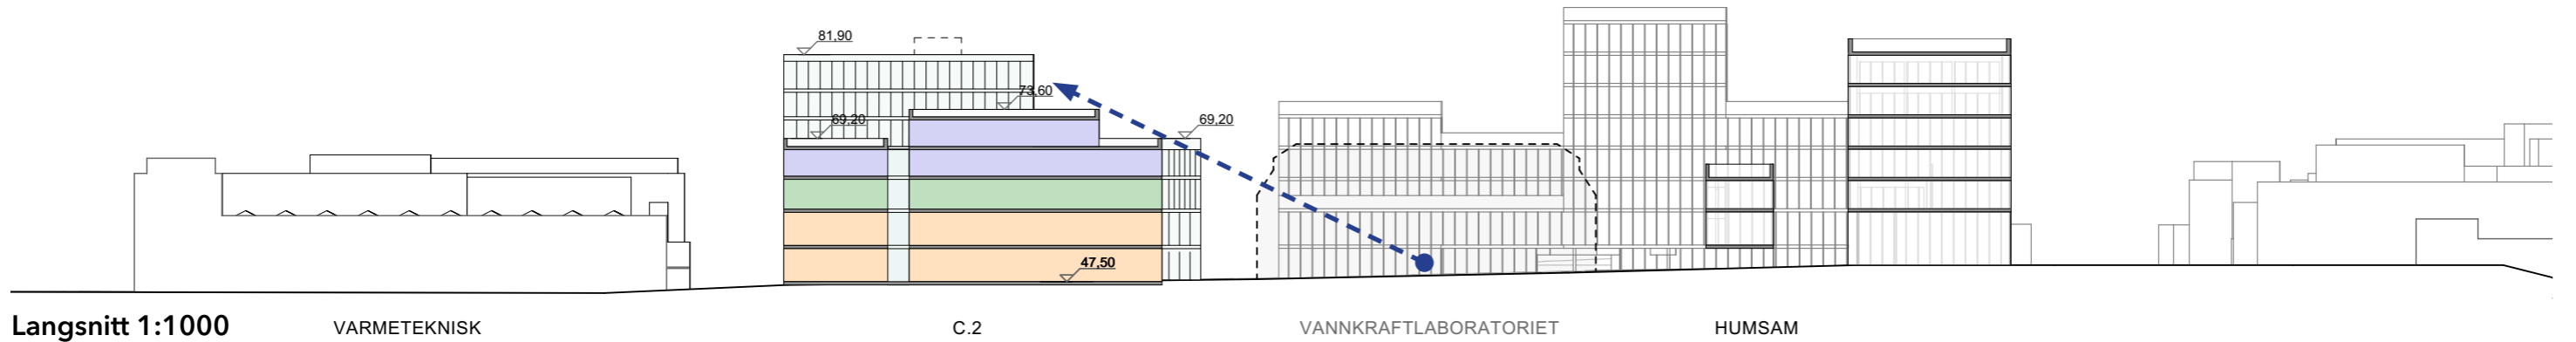 81,90
73,60
69,20
69,20
47,50
Langsnitt 1:1000
VARMETEKNISK
C.2
VANNKRAFTLABORATORIET
HUMSAM